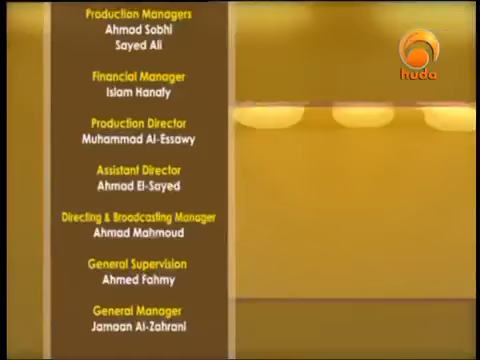 Production Managers
Ahmad Sobhi
Sayed Ali
Financial Manager
Islam Hanafy
Production Director
Muhammad Al-Essawy
Assistant Director
Ahmad El-Sayed
Directing & Broadcasting Manager
Ahmad Mahmoud
General Supervision
Ahmed Fahmy
General Manager
Jamaan Al-Zahrani
huda